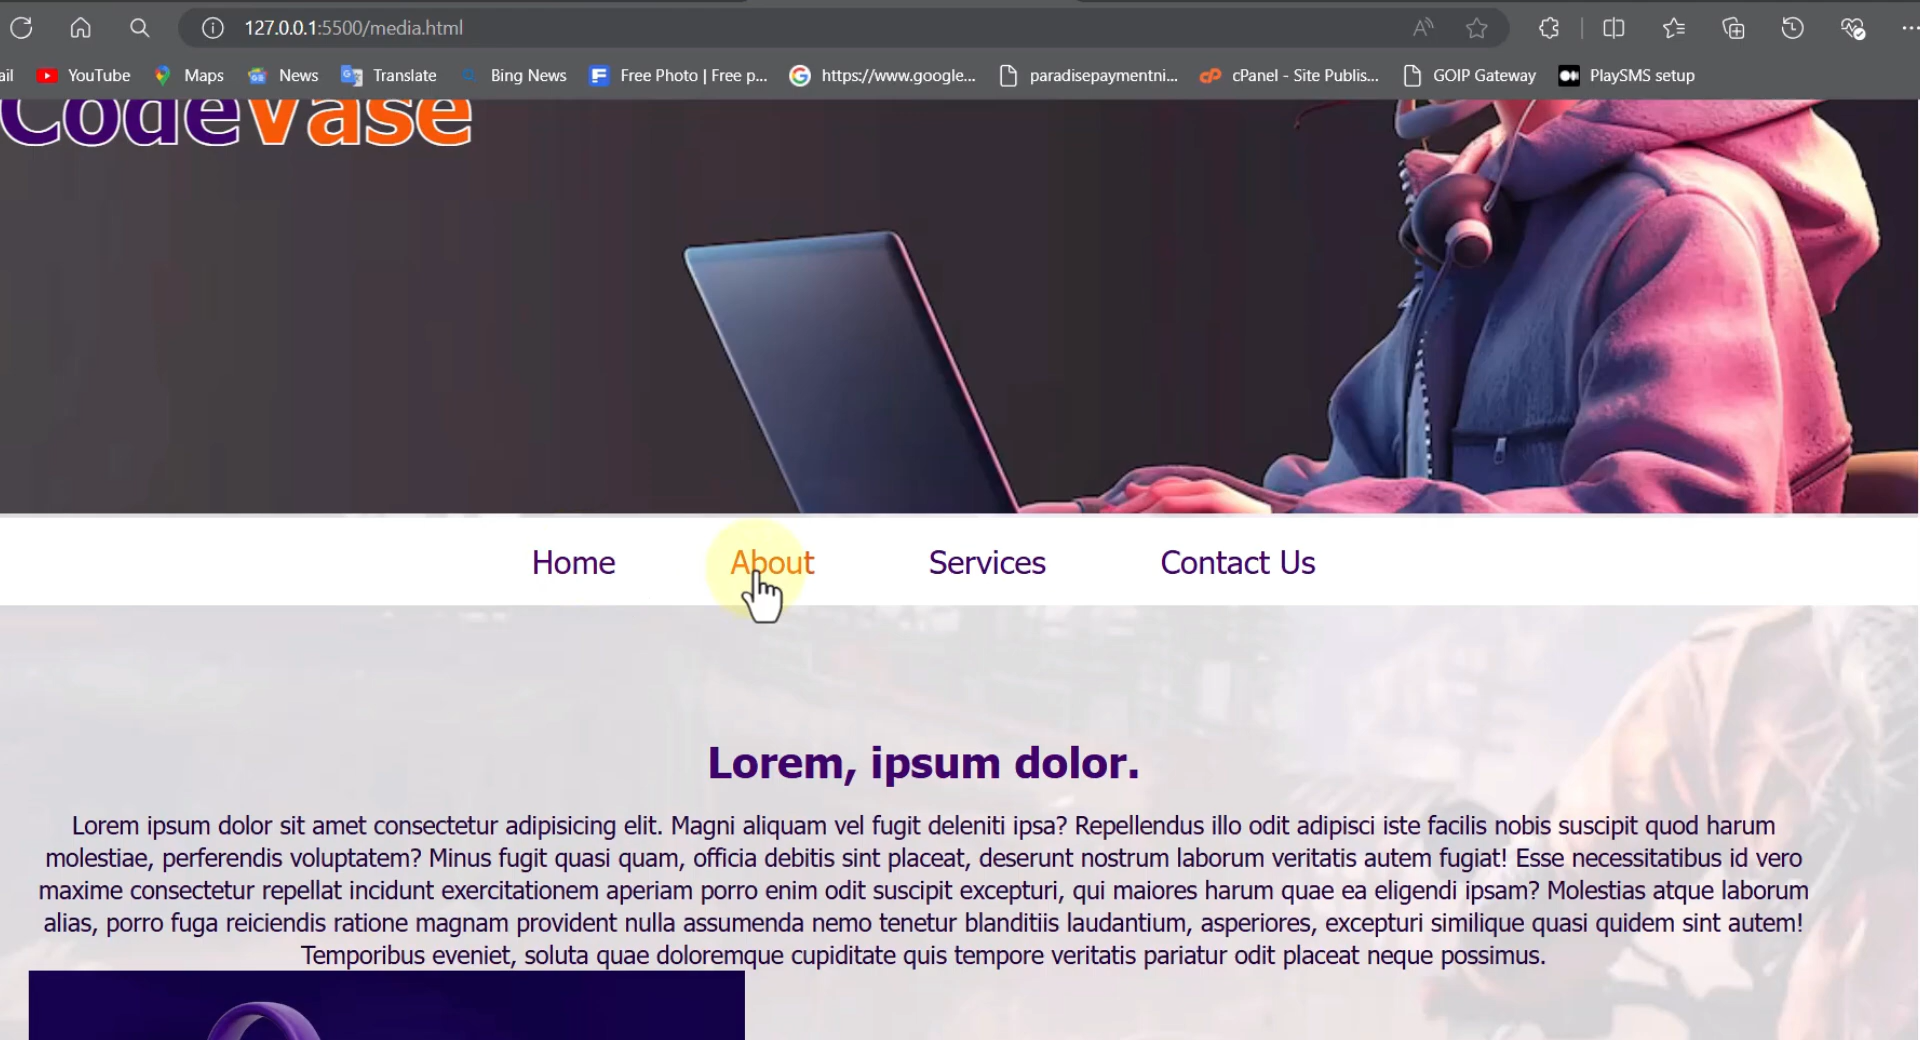 127.0.0.1:5500/media.html
ail YouTube Maps News Translate Bing News Free Photo | Free p... https://www.google... paradisepaymentni... cPanel - Site Publis... GOIP Gateway PlaySMS setup
CodeVase
Home About Services Contact Us
Lorem, ipsum dolor.
Lorem ipsum dolor sit amet consectetur adipisicing elit. Magni aliquam vel fugit deleniti ipsa? Repellendus illo odit adipisci iste facilis nobis suscipit quod harum
molestiae, perferendis voluptatem? Minus fugit quasi quam, officia debitis sint placeat, deserunt nostrum laborum veritatis autem fugiat! Esse necessitatibus id vero
maxime consectetur repellat incidunt exercitationem aperiam porro enim odit suscipit excepturi, qui maiores harum quae ea eligendi ipsam? Molestias atque laborum
alias, porro fuga reiciendis ratione magnam provident nulla assumenda nemo tenetur blanditiis laudantium, asperiores, excepturi similique quasi quidem sint autem!
Temporibus eveniet, soluta quae doloremque cupiditate quis tempore veritatis pariatur odit placeat neque possimus.